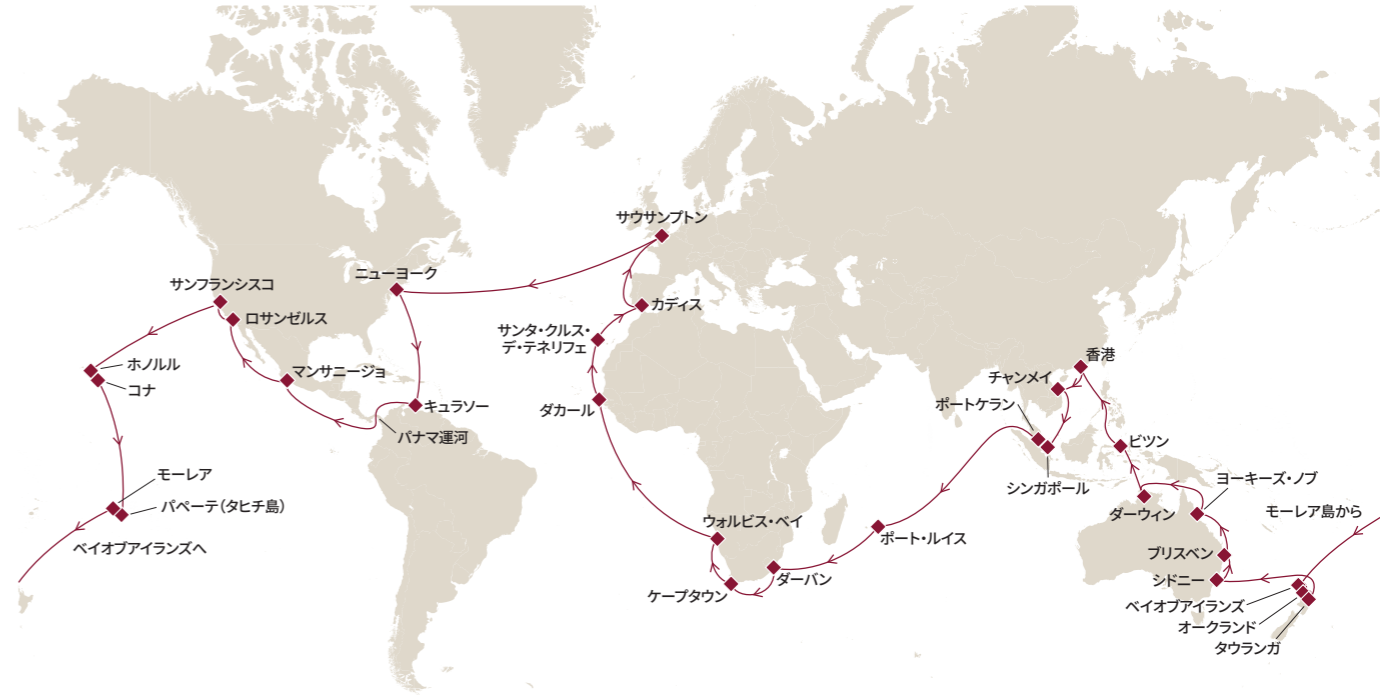 サウサンプトン
ニューヨーク
サンフランシスコ
ロサンゼルス
カディス
サンタ・クルス・
デ・テネリフェ
香港
ホノルル
コナ
マンサニージョ
チャンメイ
キュラソー
ダカール
ポートケラン
パナマ運河
ビツン
シンガポール
モーレア
ヨーキーズ・ノブ
パペーテ（タヒチ島）
ダーウィン
モーレア島から
ウォルビス・ベイ
ポート・ルイス
ベイオブアイランズへ
ブリスベン
ダーバン
シドニー
ケープタウン
ベイオブアイランズ
オークランド
タウランガ